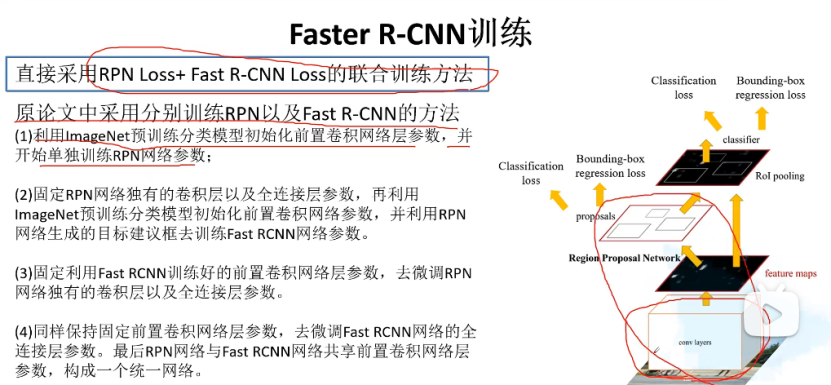 Faster R-CNN训练
直接采用RPN Loss+ Fast R-CNN Loss的联合训练方法
原论文中采用分别训练RPN以及Fast R-CNN的方法
(1)利用ImageNet预训练分类模型初始化前置卷积网络层参数，并
开始单独训练RPN网络参数；
(2)固定RPN网络独有的卷积层以及全连接层参数，再利用
ImageNet预训练分类模型初始化前置卷积网络参数，并利用RPN
网络生成的目标建议框去训练Fast RCNN网络参数。
(3)固定利用Fast RCNN训练好的前置卷积网络层参数，去微调RPN
网络独有的卷积层以及全连接层参数。
(4)同样保持固定前置卷积网络层参数，去微调Fast RCNN网络的全
连接层参数。最后RPN网络与Fast RCNN网络共享前置卷积网络层
参数，构成一个统一网络。
Classification
loss
Bounding-box
regression loss
classifier
RoI pooling
Classification
loss
Bounding-box
regression loss
proposals
Region Proposal Network
feature maps
conv layers